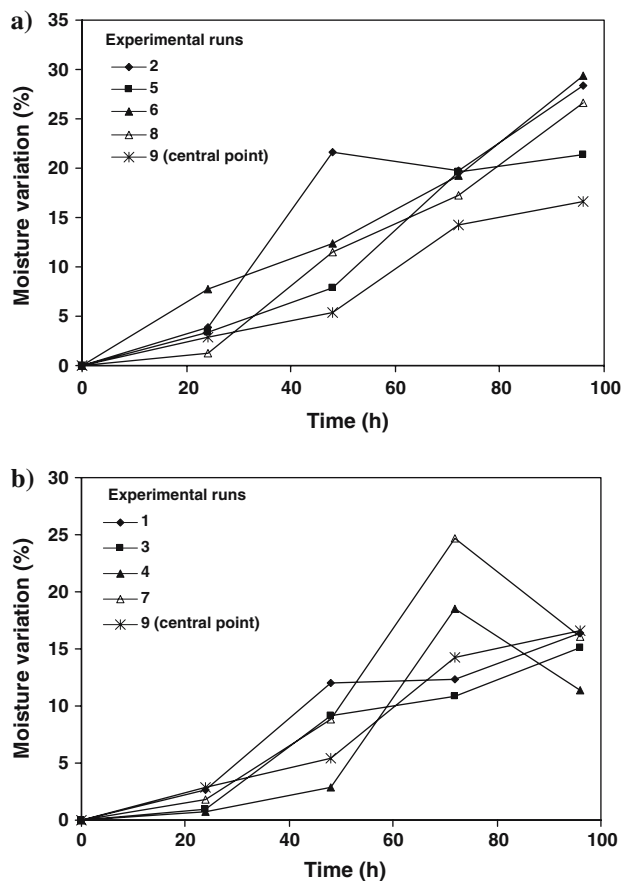 a)
Experimental runs
2
5
6
8
9 (central point)
Moisture variation (%)
35
30
25
20
15
10
5
0
0 20 40 60 80 100
Time (h)
b)
Experimental runs
1
3
4
7
9 (central point)
Moisture variation (%)
30
25
20
15
10
5
0
0 20 40 60 80 100
Time (h)